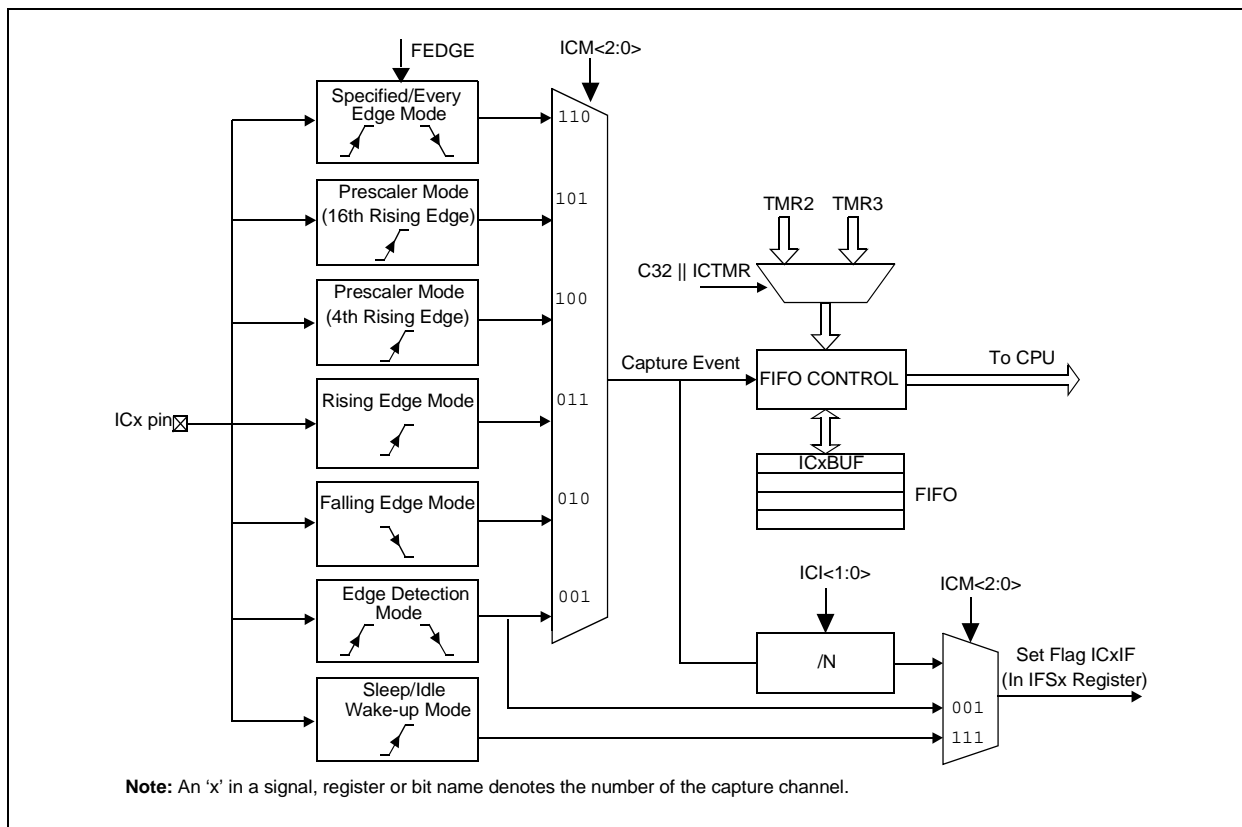 FEDGE
ICM<2:0>
Specified/Every
Edge Mode
110
Prescaler Mode
(16th Rising Edge)
101
TMR2
TMR3
C32 || ICTMR
Prescaler Mode
(4th Rising Edge)
100
Capture Event
FIFO CONTROL
To CPU
ICx pin
Rising Edge Mode
011
ICxBUF
FIFO
Falling Edge Mode
010
Edge Detection
Mode
001
ICI<1:0>
ICM<2:0>
/N
Set Flag ICxIF
(In IFSx Register)
001
111
Sleep/Idle
Wake-up Mode
Note: An ‘x’ in a signal, register or bit name denotes the number of the capture channel.